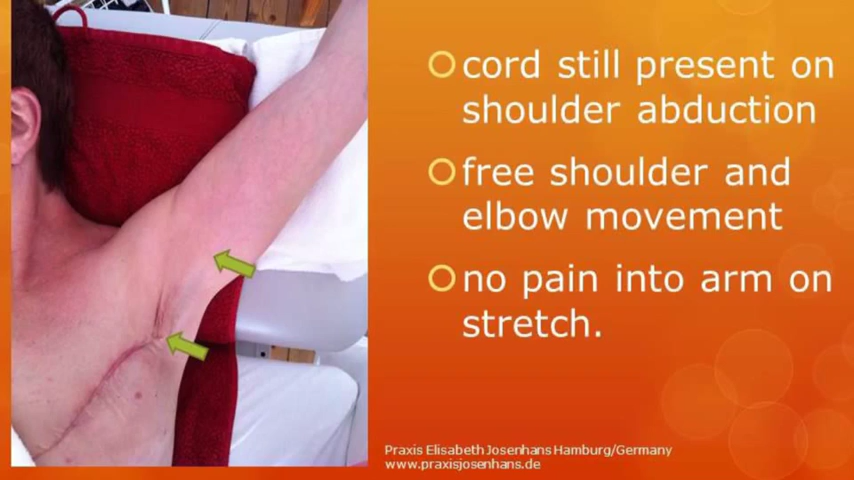 cord still present on
shoulder abduction
free shoulder and
elbow movement
no pain into arm on
stretch.
Praxis Elisabeth Josenhans Hamburg/Germany
www.praxisjosenhans.de